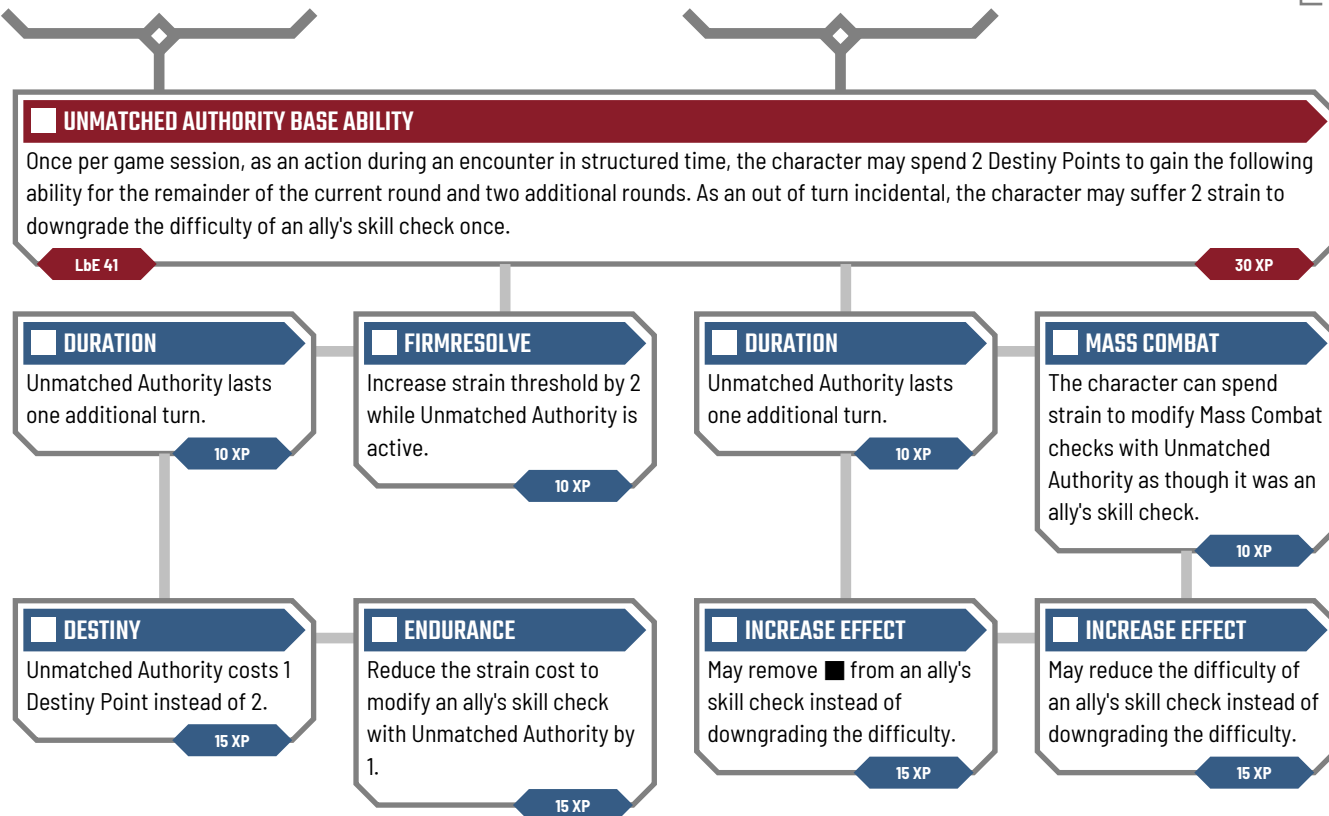 UNMATCHED AUTHORITY BASE ABILITY
Once per game session, as an action during an encounter in structured time, the character may spend 2 Destiny Points to gain the following
ability for the remainder of the current round and two additional rounds. As an out of turn incidental, the character may suffer 2 strain to
downgrade the difficulty of an ally's skill check once.
LbE 41
30 XP
DURATION
Unmatched Authority lasts
one additional turn.
10 XP
FIRMRESOLVE
Increase strain threshold by 2
while Unmatched Authority is
active.
10 XP
DURATION
Unmatched Authority lasts
one additional turn.
10 XP
MASS COMBAT
The character can spend
strain to modify Mass Combat
checks with Unmatched
Authority as though it was an
ally's skill check.
10 XP
DESTINY
Unmatched Authority costs 1
Destiny Point instead of 2.
15 XP
ENDURANCE
Reduce the strain cost to
modify an ally's skill check
with Unmatched Authority by
1.
15 XP
INCREASE EFFECT
May remove ■ from an ally's
skill check instead of
downgrading the difficulty.
15 XP
INCREASE EFFECT
May reduce the difficulty of
an ally's skill check instead of
downgrading the difficulty.
15 XP